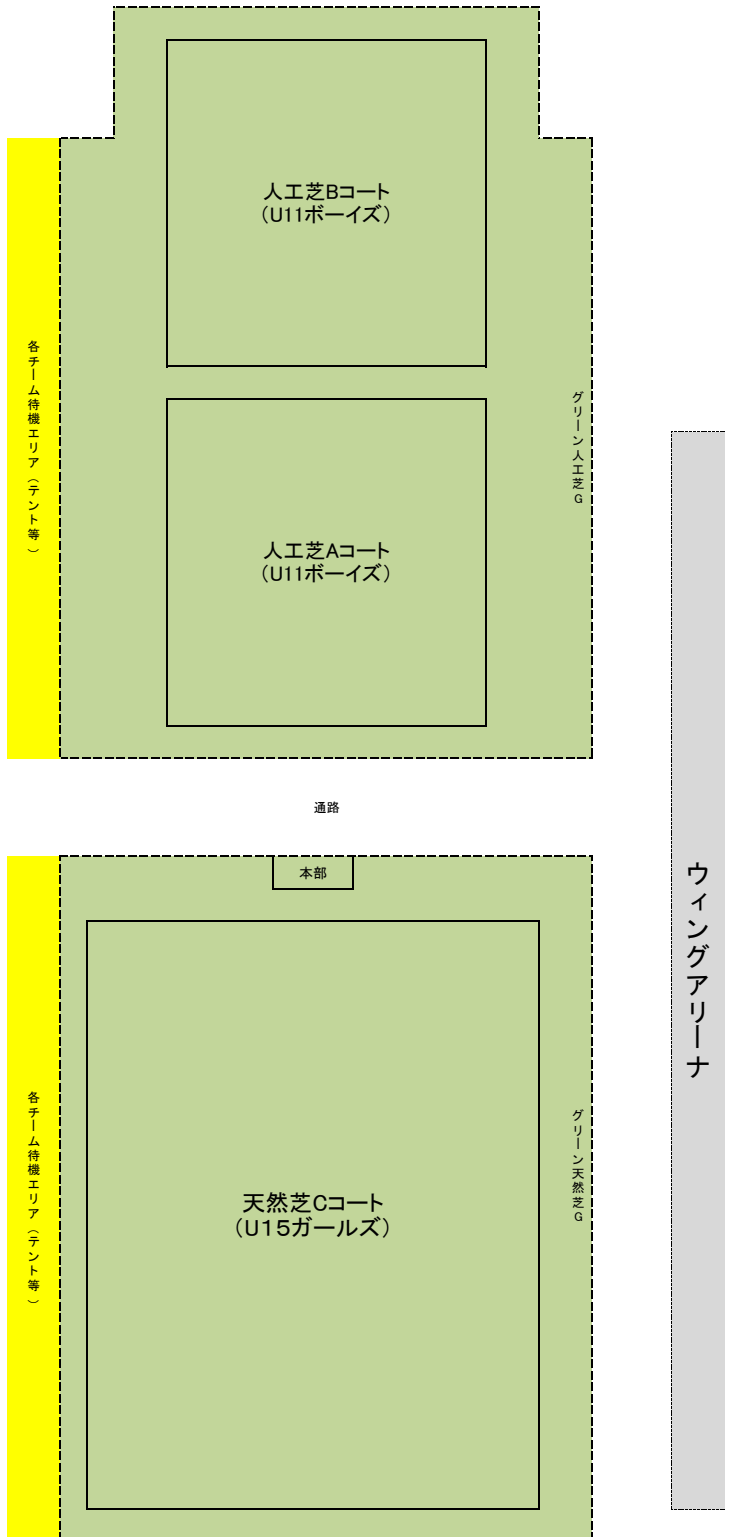 人工芝Bコート
（U11ボーイズ）
各チーム待機エリア（テント等）
グリーン人工芝G
人工芝Aコート
（U11ボーイズ）
通路
本部
ウィングアリーナ
各チーム待機エリア（テント等）
グリーン天然芝G
天然芝Cコート
（U15ガールズ）